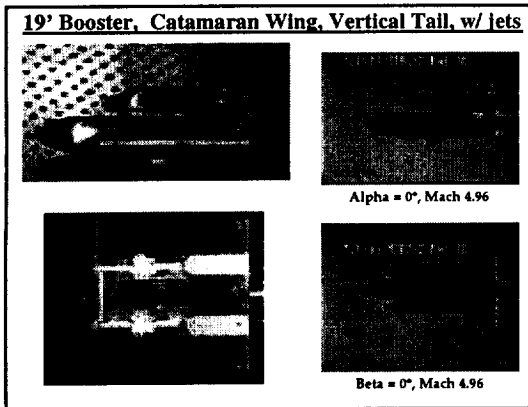 19' Booster, Catamaran Wing, Vertical Tail, w/ jets
Alpha = 0°, Mach 4.96
Beta = 0°, Mach 4.96